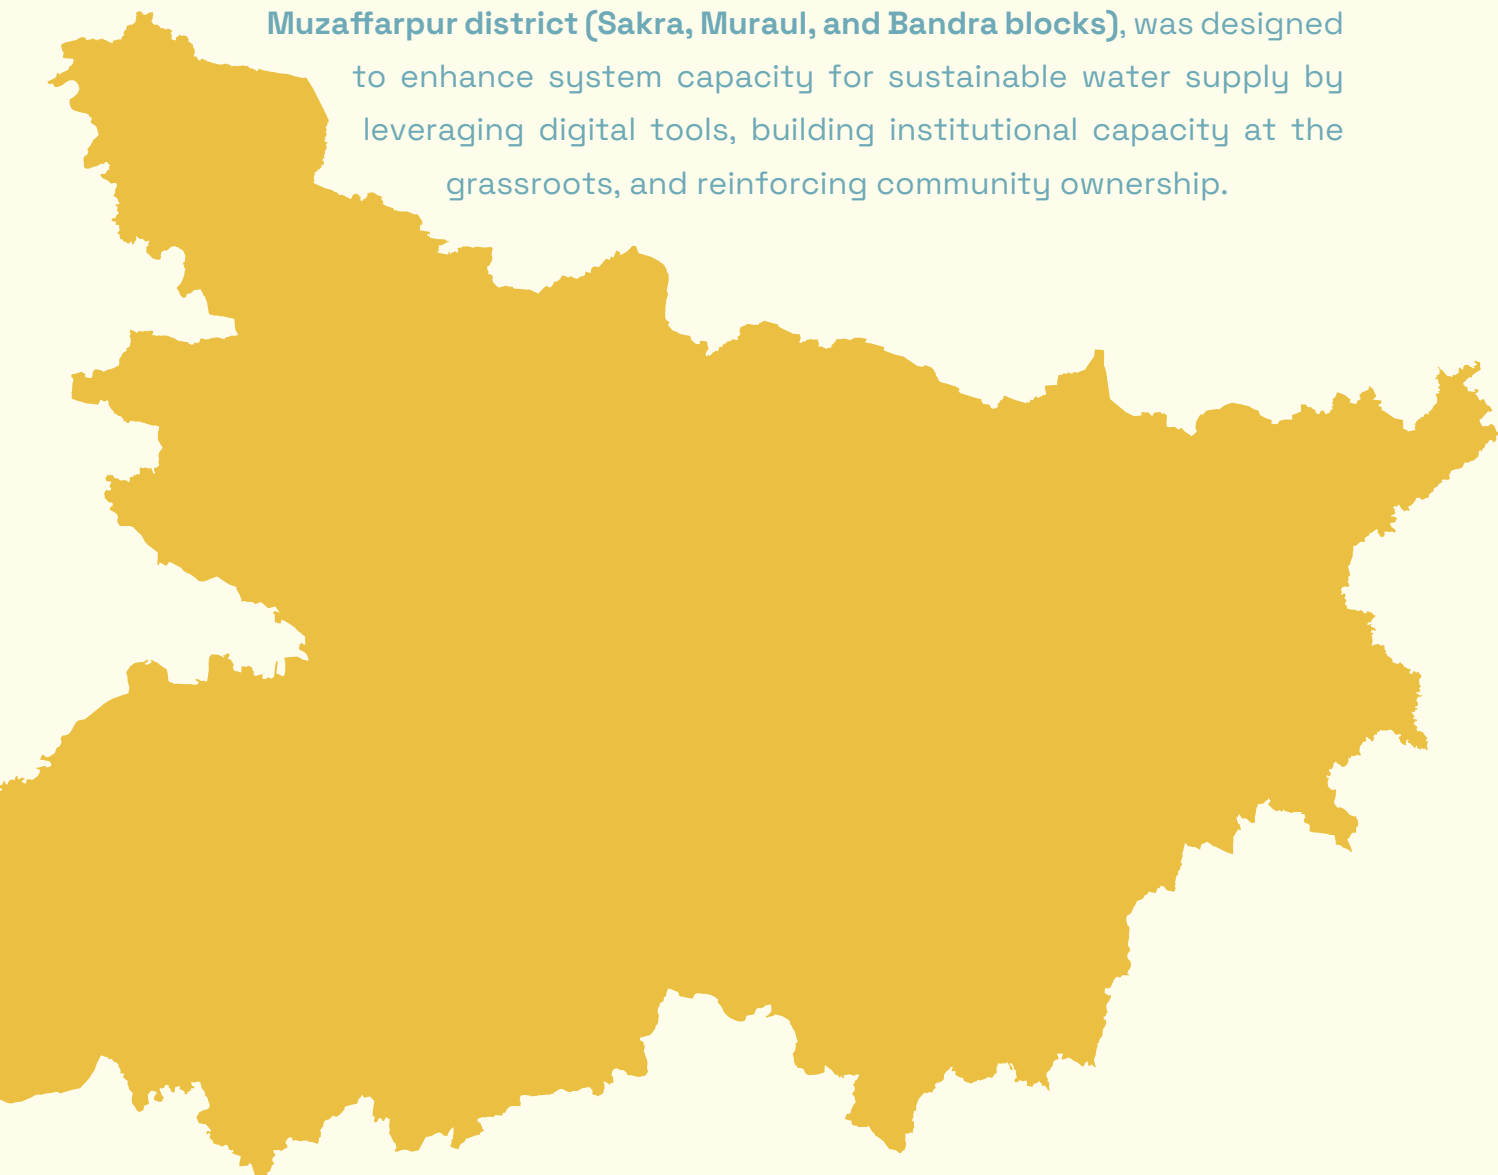 Muzaffarpur district (Sakra, Muraul, and Bandra blocks), was designed
to enhance system capacity for sustainable water supply by
leveraging digital tools, building institutional capacity at the
grassroots, and reinforcing community ownership.